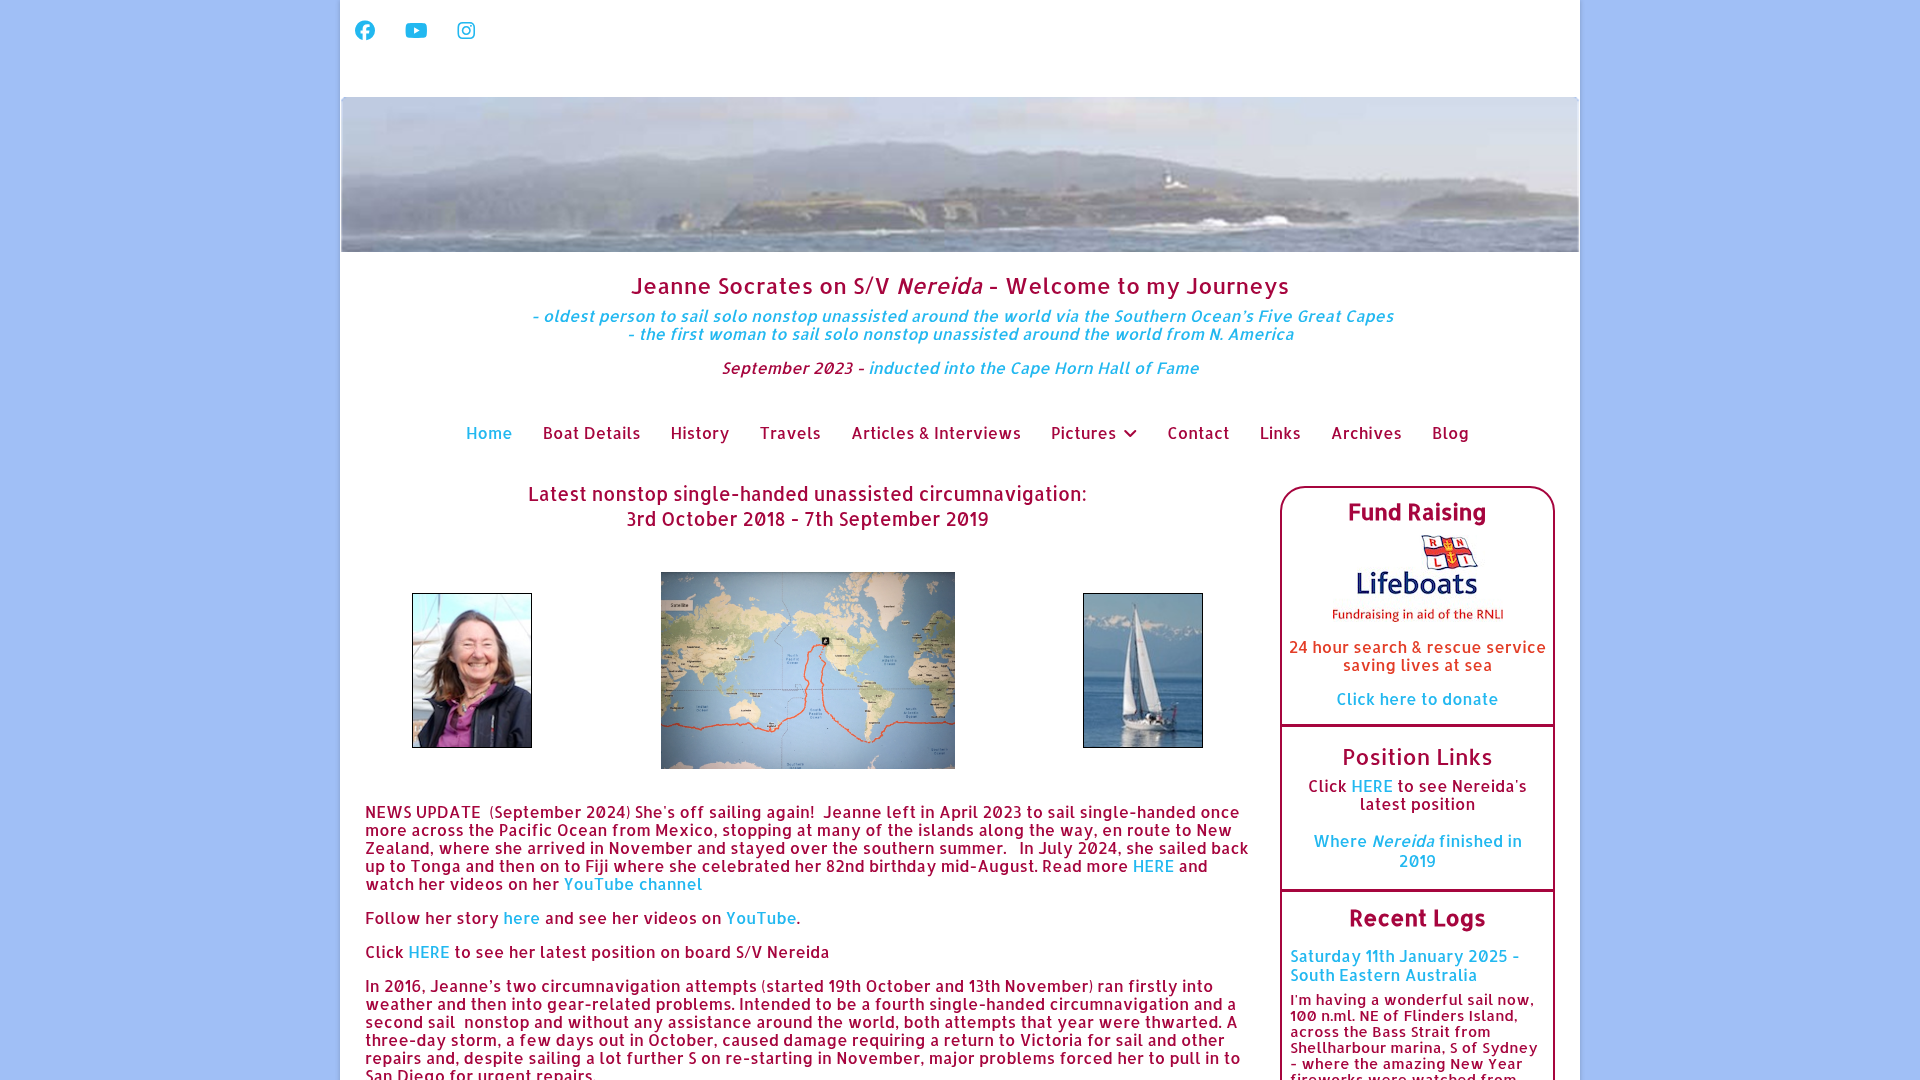 Jeanne Socrates on S/V Nereida - Welcome to my Journeys
- oldest person to sail solo nonstop unassisted around the world via the Southern Ocean’s Five Great Capes
- the first woman to sail solo nonstop unassisted around the world from N. America
September 2023 - inducted into the Cape Horn Hall of Fame
Home Boat Details History Travels Articles & Interviews Pictures Contact Links Archives Blog
Latest nonstop single-handed unassisted circumnavigation:
3rd October 2018 - 7th September 2019
NEWS UPDATE  (September 2024) She's off sailing again!  Jeanne left in April 2023 to sail single-handed once
more across the Pacific Ocean from Mexico, stopping at many of the islands along the way, en route to New
Zealand, where she arrived in November and stayed over the southern summer.   In July 2024, she sailed back
up to Tonga and then on to Fiji where she celebrated her 82nd birthday mid-August. Read more HERE and
watch her videos on her YouTube channel
Follow her story here and see her videos on YouTube.
Click HERE to see her latest position on board S/V Nereida
In 2016, Jeanne’s two circumnavigation attempts (started 19th October and 13th November) ran firstly into
weather and then into gear-related problems. Intended to be a fourth single-handed circumnavigation and a
second sail  nonstop and without any assistance around the world, both attempts that year were thwarted. A
three-day storm, a few days out in October, caused damage requiring a return to Victoria for sail and other
repairs and, despite sailing a lot further S on re-starting in November, major problems forced her to pull in to
San Diego for urgent repairs.
Fund Raising
RNLI
Lifeboats
Fundraising in aid of the RNLI
24 hour search & rescue service
saving lives at sea
Click here to donate
Position Links
Click HERE to see Nereida's
latest position
Where Nereida finished in
2019
Recent Logs
Saturday 11th January 2025 -
South Eastern Australia
I'm having a wonderful sail now,
100 n.ml. NE of Flinders Island,
across the Bass Strait from
Shellharbour marina, S of Sydney
- where the amazing New Year
fireworks were watched from